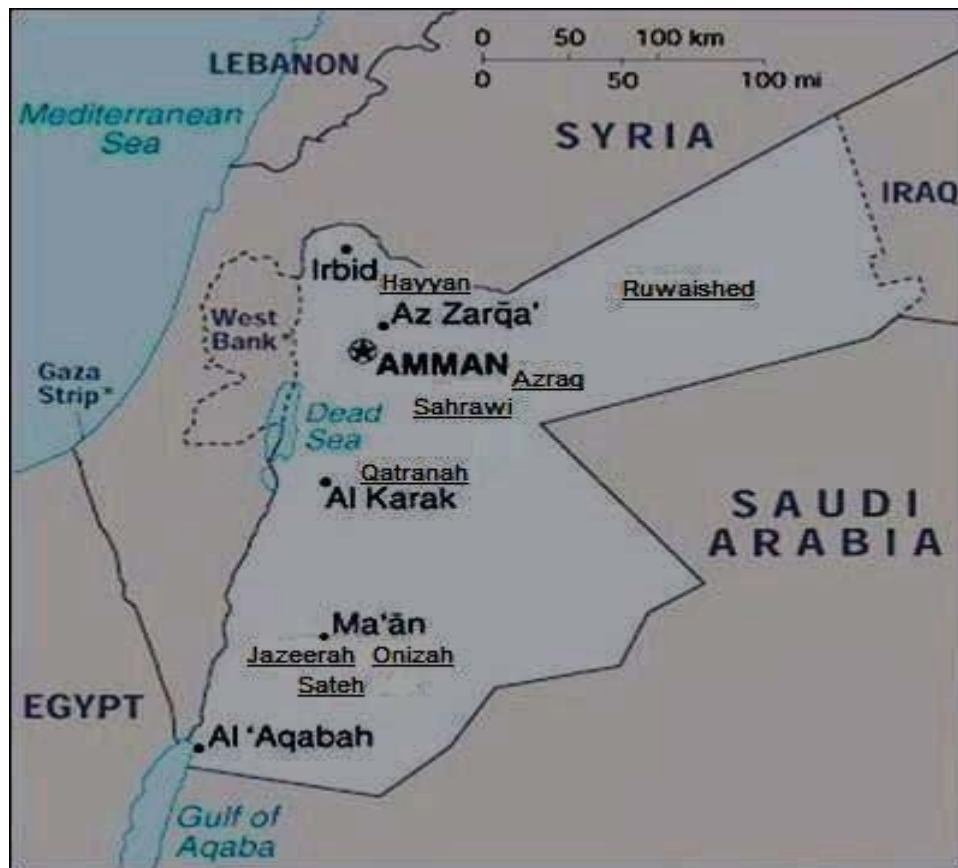 0 50 100 km
0 50 100 mi
LEBANON
Mediterranean
Sea
SYRIA
IRAQ
Irbid
Hayyan
Ruwaished
Az Zarqa'
West
Bank*
AMMAN
Azraq
Gaza
Strip*
Sahrawi
Dead
Sea
Qatranah
Al Karak
SAUDI
ARABIA
Ma'ān
Jazeerah Onizah
Sateh
EGYPT
Al 'Aqabah
Gulf of
Aqaba